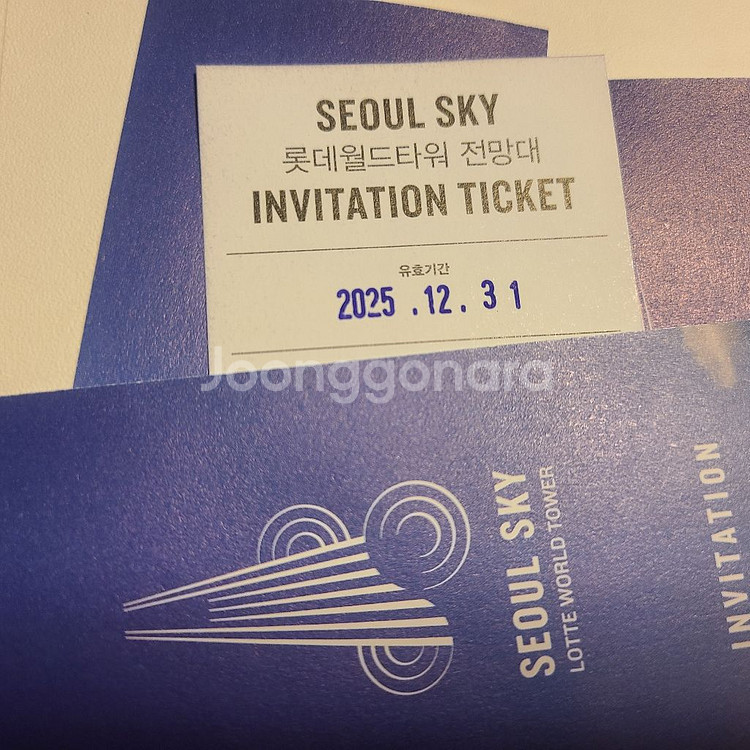 SEOUL SKY
롯데월드타워 전망대
INVITATION TICKET
유효기간
2025 .12. 31
Joonggonara
SEOUL SKY
LOTTE WORLD TOWER
INVITATION